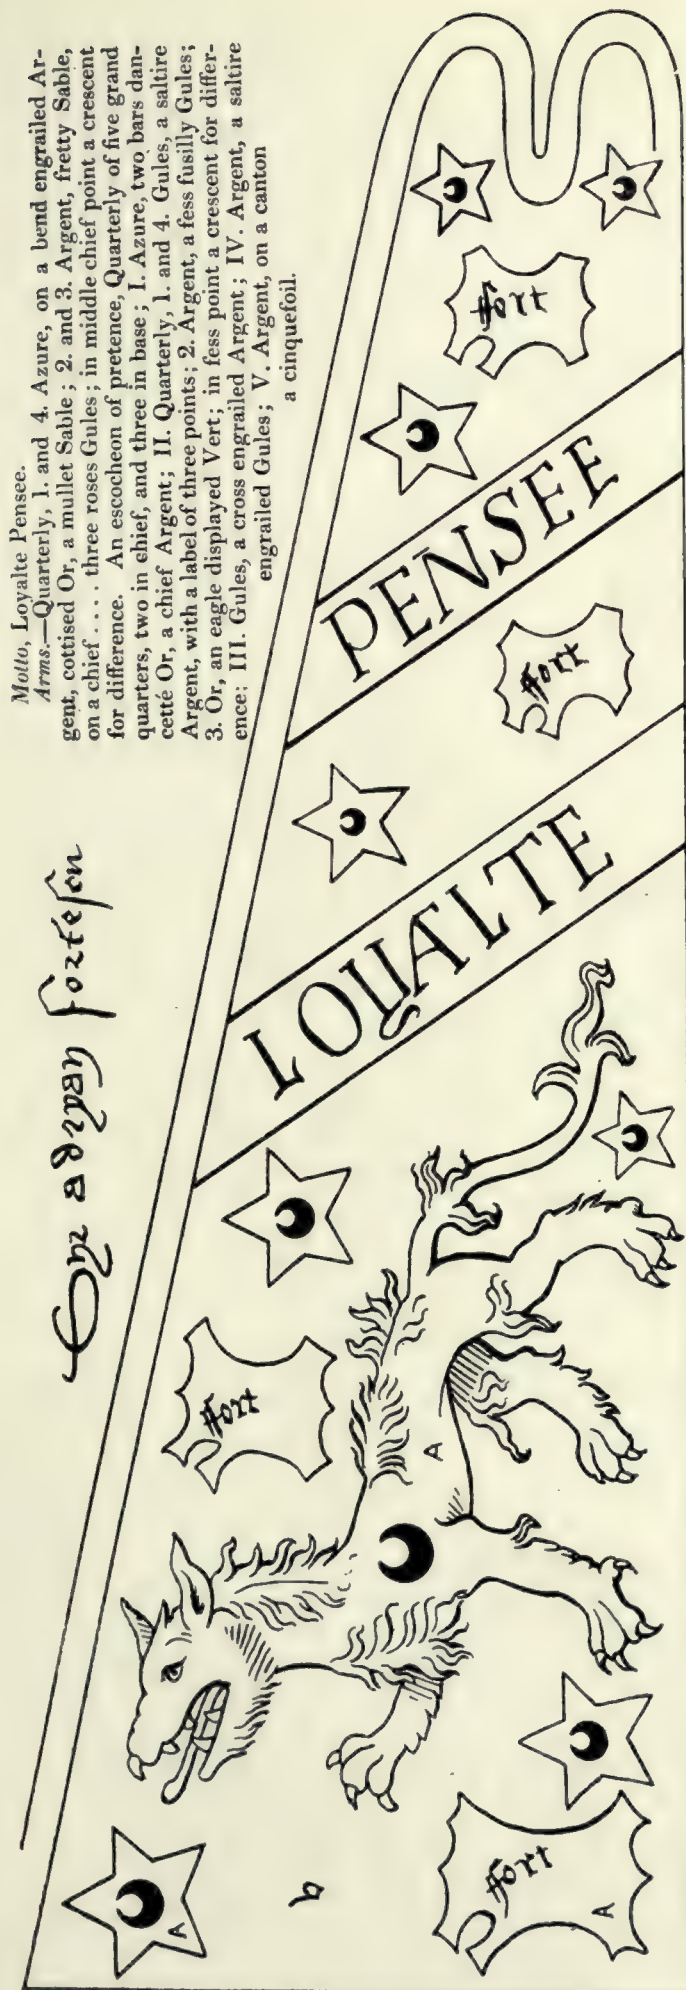 Syr adryan fortescu
Motto, Loyalte Pensee.
Arms.—Quarterly, 1. and 4. Azure, on a bend engrailed Ar-
gent, cottised Or, a mullet Sable; 2. and 3. Argent, fretty Sable,
on a chief .... three roses Gules; in middle chief point a crescent
for difference. An escocheon of pretence, Quarterly of five grand
quarters, two in chief, and three in base; I. Azure, two bars dan-
cetté Or, a chief Argent; II. Quarterly, 1. and 4. Gules, a saltire
Argent, with a label of three points; 2. Argent, a fess fusilly Gules;
3. Or, an eagle displayed Vert; in fess point a crescent for differ-
ence; III. Gules, a cross engrailed Argent; IV. Argent, a saltire
engrailed Gules; V. Argent, on a canton
a cinquefoil.
A
ffort
A
ffort
A
LOYALTE
ffort
PENSEE
ffort